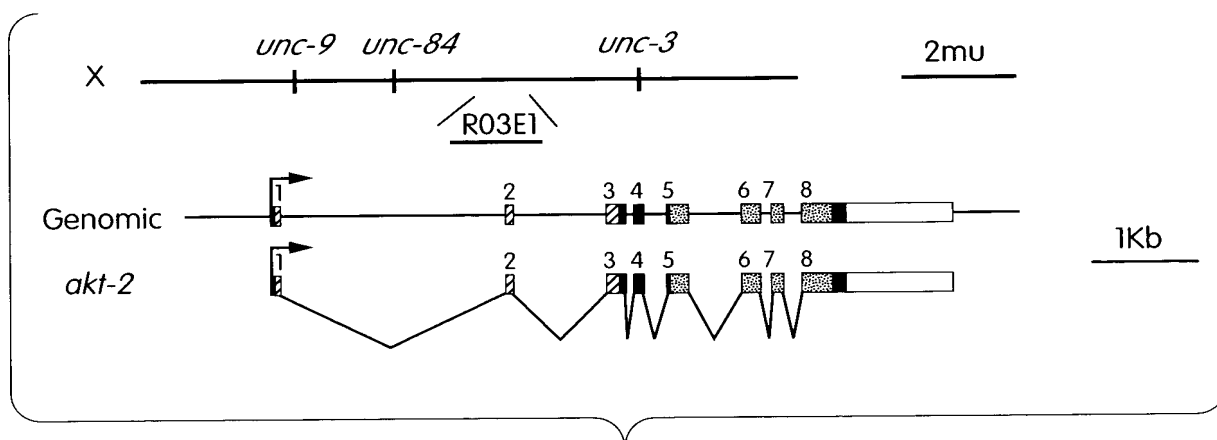 unc-9 unc-84 unc-3
X 2mu
R03E1
1 2 3 4 5 6 7 8
Genomic
1Kb
1 2 3 4 5 6 7 8
akt-2